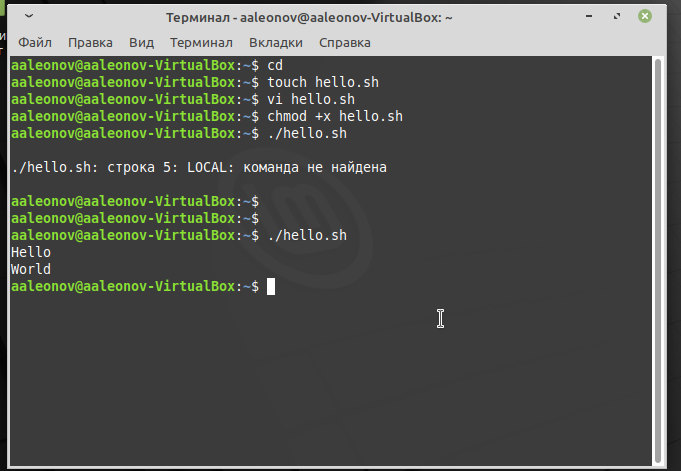 Терминал - aaleonov@aaleonov-VirtualBox: ~
Файл Правка Вид Терминал Вкладки Справка
aaleonov@aaleonov-VirtualBox:~$ cd
aaleonov@aaleonov-VirtualBox:~$ touch hello.sh
aaleonov@aaleonov-VirtualBox:~$ vi hello.sh
aaleonov@aaleonov-VirtualBox:~$ chmod +x hello.sh
aaleonov@aaleonov-VirtualBox:~$ ./hello.sh
./hello.sh: строка 5: LOCAL: команда не найдена
aaleonov@aaleonov-VirtualBox:~$
aaleonov@aaleonov-VirtualBox:~$
aaleonov@aaleonov-VirtualBox:~$ ./hello.sh
Hello
World
aaleonov@aaleonov-VirtualBox:~$